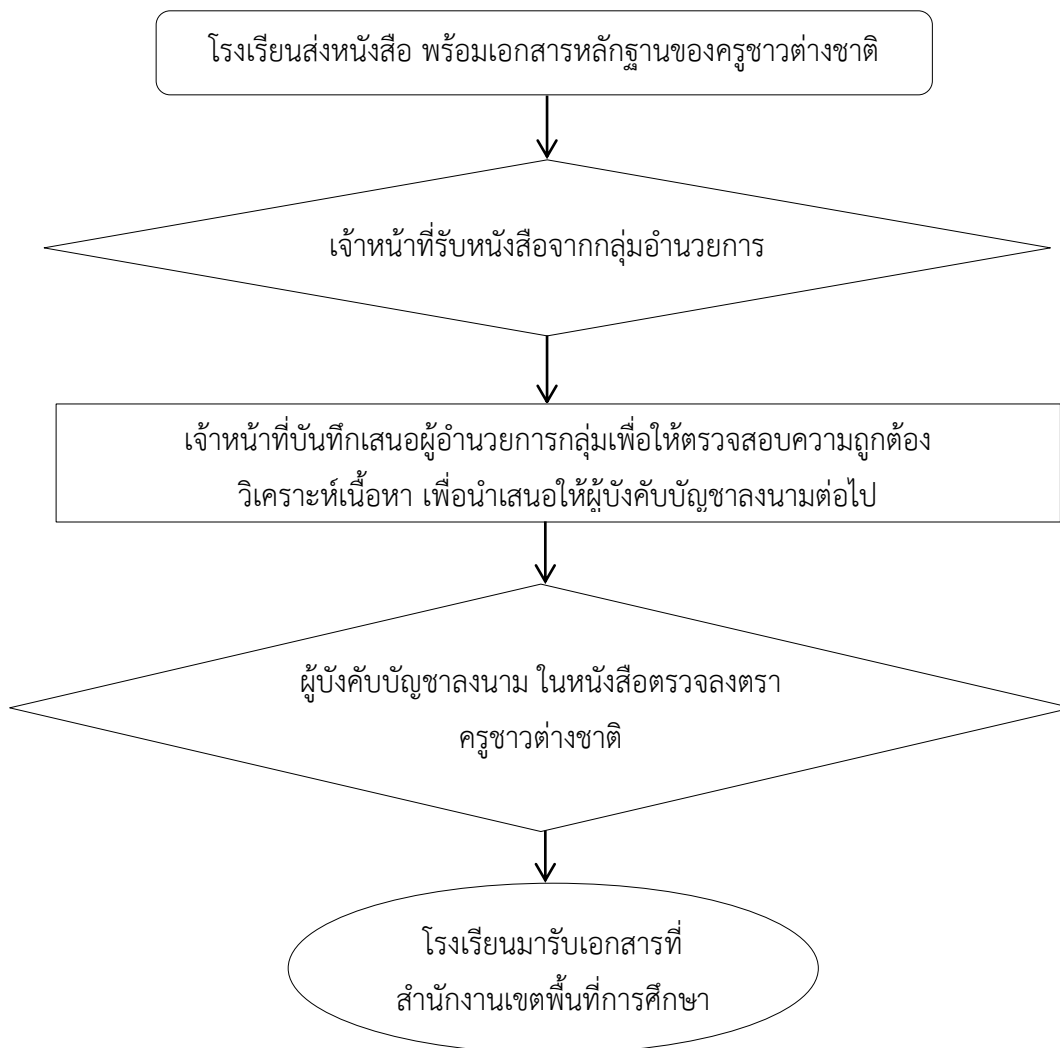 โรงเรียนส่งหนังสือ พร้อมเอกสารหลักฐานของครูชาวต่างชาติ
เจ้าหน้าที่รับหนังสือจากกลุ่มอำนวยการ
เจ้าหน้าที่บันทึกเสนอผู้อำนวยการกลุ่มเพื่อให้ตรวจสอบความถูกต้อง
วิเคราะห์เนื้อหา เพื่อนำเสนอให้ผู้บังคับบัญชาลงนามต่อไป
ผู้บังคับบัญชาลงนาม ในหนังสือตรวจลงตรา
ครูชาวต่างชาติ
โรงเรียนมารับเอกสารที่
สำนักงานเขตพื้นที่การศึกษา